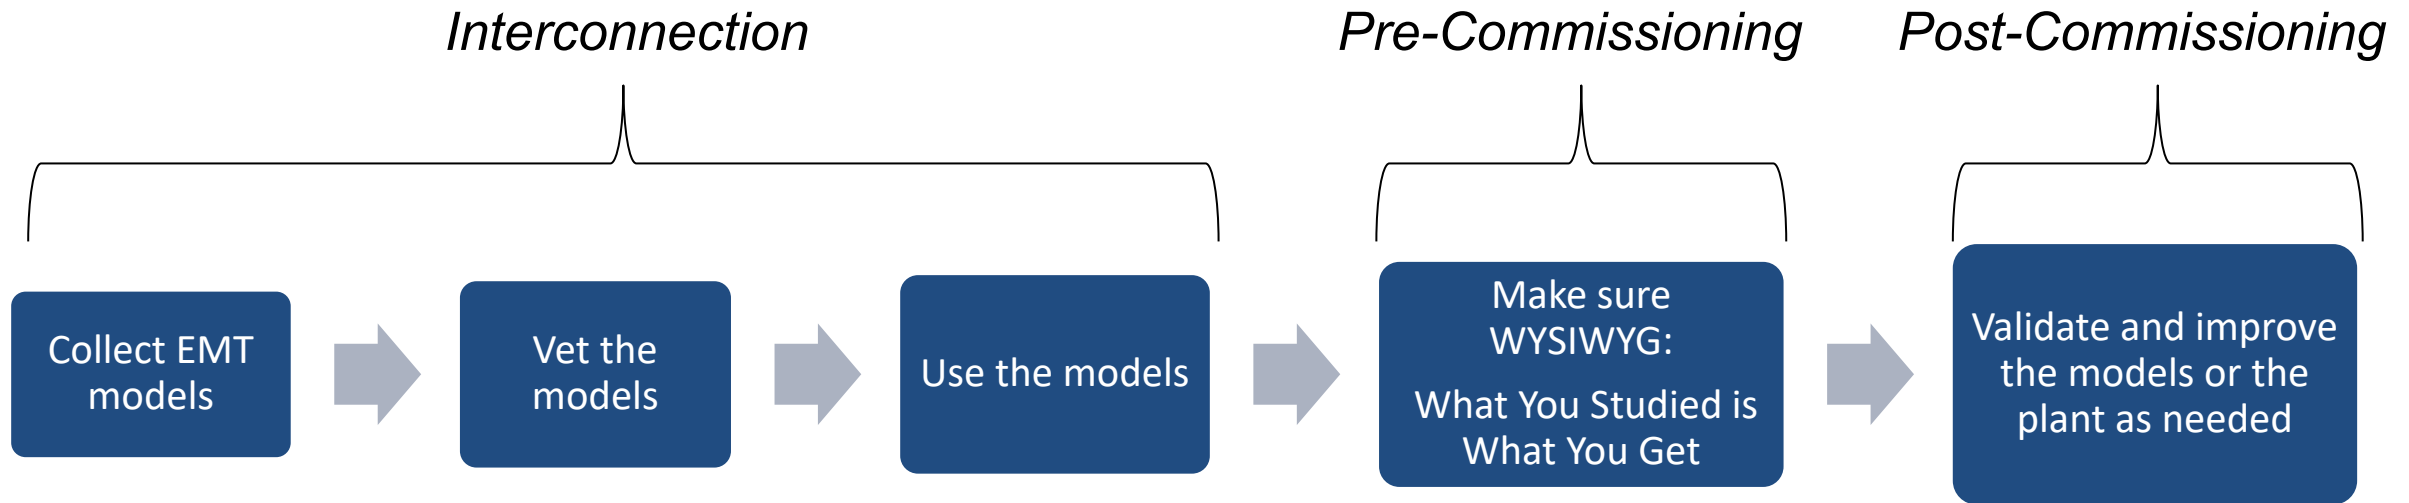 Interconnection
Pre-Commissioning
Post-Commissioning
Collect EMT
models
Vet the
models
Use the models
Make sure
WYSIWYG:
What You Studied is
What You Get
Validate and improve
the models or the
plant as needed